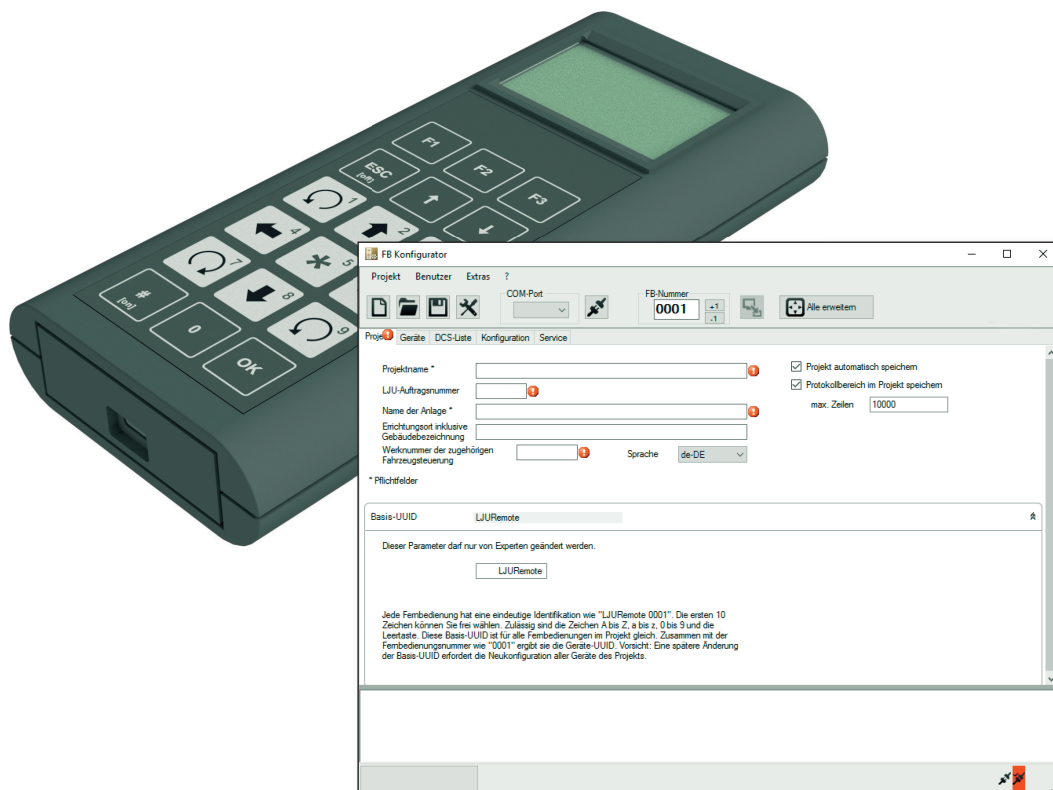 F1
ESC
[off]
F2
F3
1
2
4
5
7
8
9
#
[on]
0
OK
FB Konfigurator
Projekt Benutzer Extras ?
COM-Port
FB-Nummer
0001
+1
-1
Alle erweitern
Geräte DCS-Liste Konfiguration Service
Projektname *
Projekt automatisch speichern
LJU-Auftragsnummer
Protokollbereich im Projekt speichern
Name der Anlage *
max. Zeilen 10000
Errichtungsort inklusive
Gebäudebezeichnung
Werknummer der zugehörigen
Fahrzeugsteuerung
Sprache de-DE
* Pflichtfelder
Basis-UUID LJURemote
Dieser Parameter darf nur von Experten geändert werden.
LJURemote
Jede Fernbedienung hat eine eindeutige Identifikation wie "LJURemote 0001". Die ersten 10
Zeichen können Sie frei wählen. Zulässig sind die Zeichen A bis Z, a bis z, 0 bis 9 und die
Leertaste. Diese Basis-UUID ist für alle Fernbedienungen im Projekt gleich. Zusammen mit der
Fernbedienungsnummer wie "0001" ergibt sie die Geräte-UUID. Vorsicht: Eine spätere Änderung
der Basis-UUID erfordert die Neukonfiguration aller Geräte des Projekts.